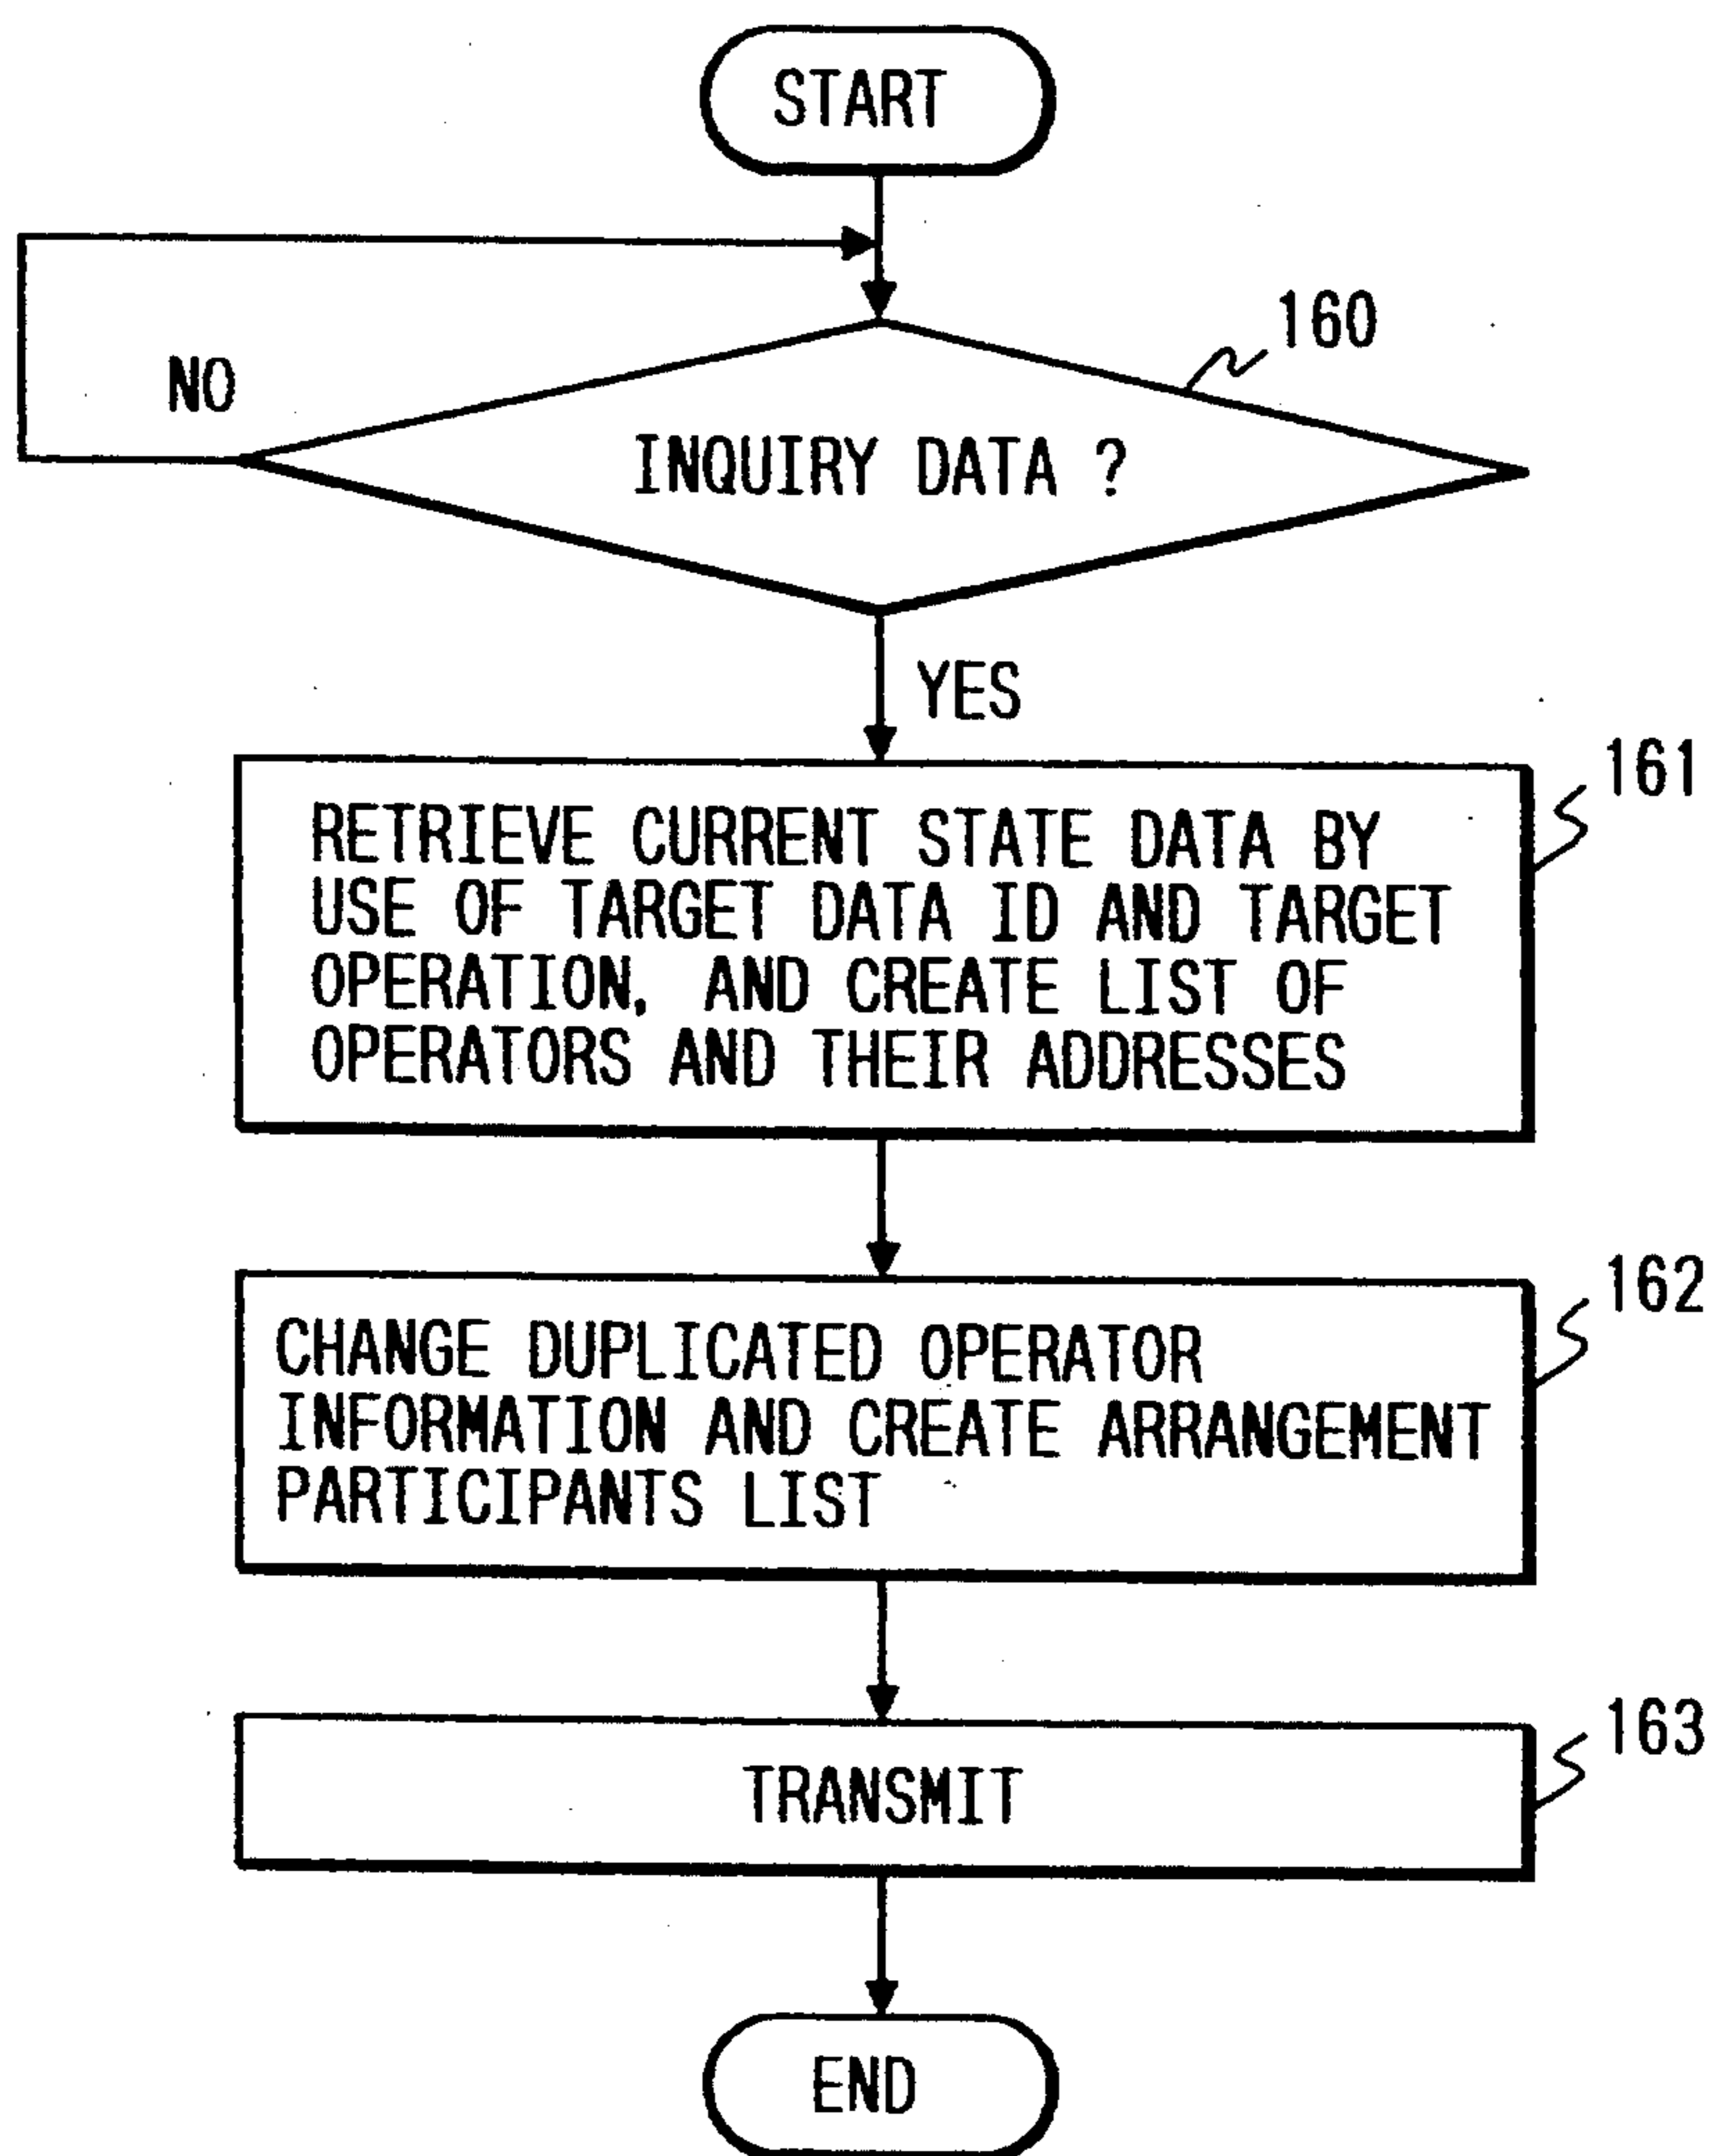 START
160
NO
INQUIRY DATA ?
YES
161
RETRIEVE CURRENT STATE DATA BY
USE OF TARGET DATA ID AND TARGET
OPERATION, AND CREATE LIST OF
OPERATORS AND THEIR ADDRESSES
162
CHANGE DUPLICATED OPERATOR
INFORMATION AND CREATE ARRANGEMENT
PARTICIPANTS LIST
163
TRANSMIT
END